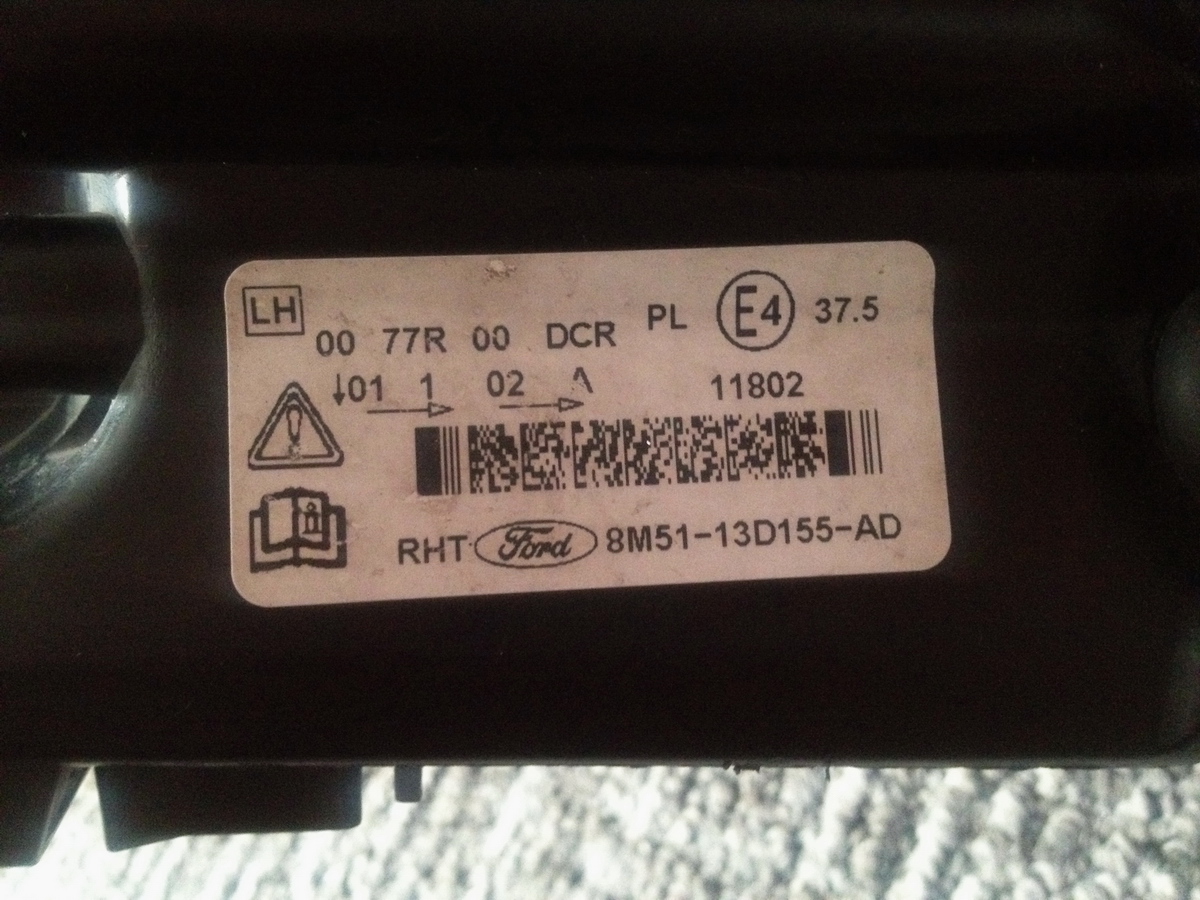 LH
00 77R 00 DCR PL E4 37.5
↓01 1 02 A 11802
RHT Ford 8M51-13D155-AD